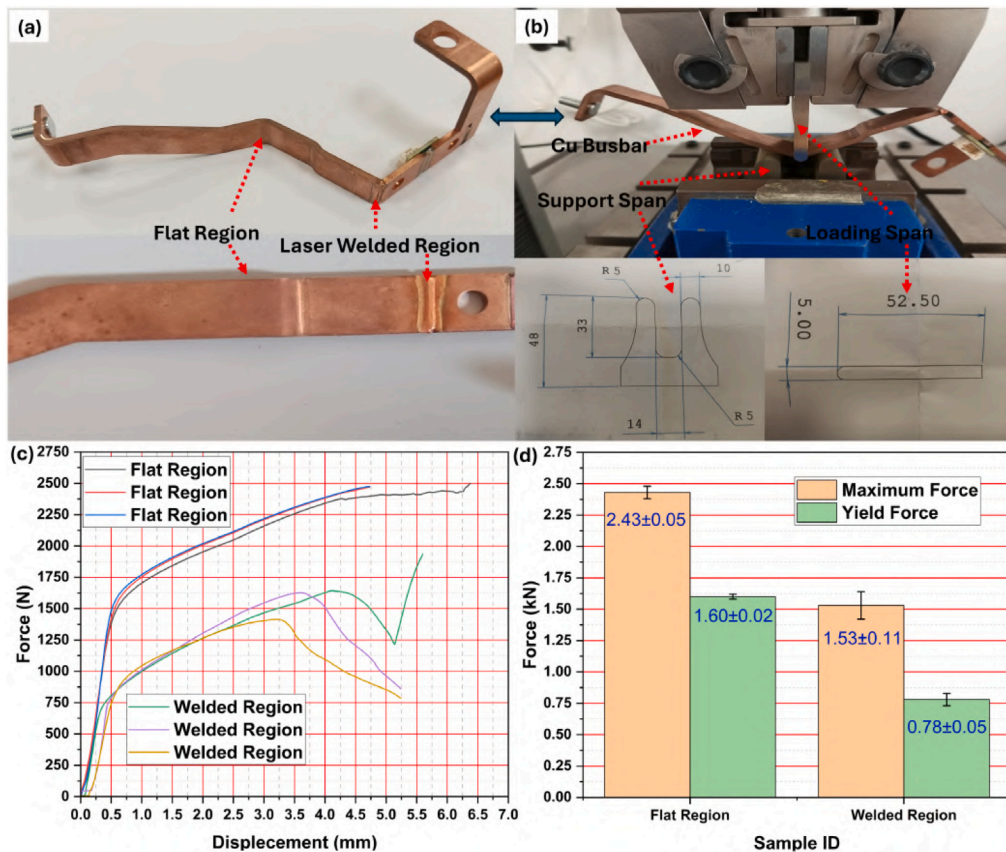 (a)
Flat Region
Laser Welded Region
(b)
Cu Busbar
Support Span
Loading Span
R 5
10
48
33
14
R 5
5.00
52.50
(c)
2750
2500
2250
2000
1750
1500
1250
1000
750
500
250
0
Force (N)
Flat Region
Flat Region
Flat Region
Welded Region
Welded Region
Welded Region
0.0 0.5 1.0 1.5 2.0 2.5 3.0 3.5 4.0 4.5 5.0 5.5 6.0 6.5 7.0
Displecement (mm)
(d)
2.75
2.50
2.25
2.00
1.75
1.50
1.25
1.00
0.75
0.50
0.25
0.00
Force (kN)
Maximum Force
Yield Force
2.43±0.05
1.60±0.02
1.53±0.11
0.78±0.05
Flat Region Welded Region
Sample ID